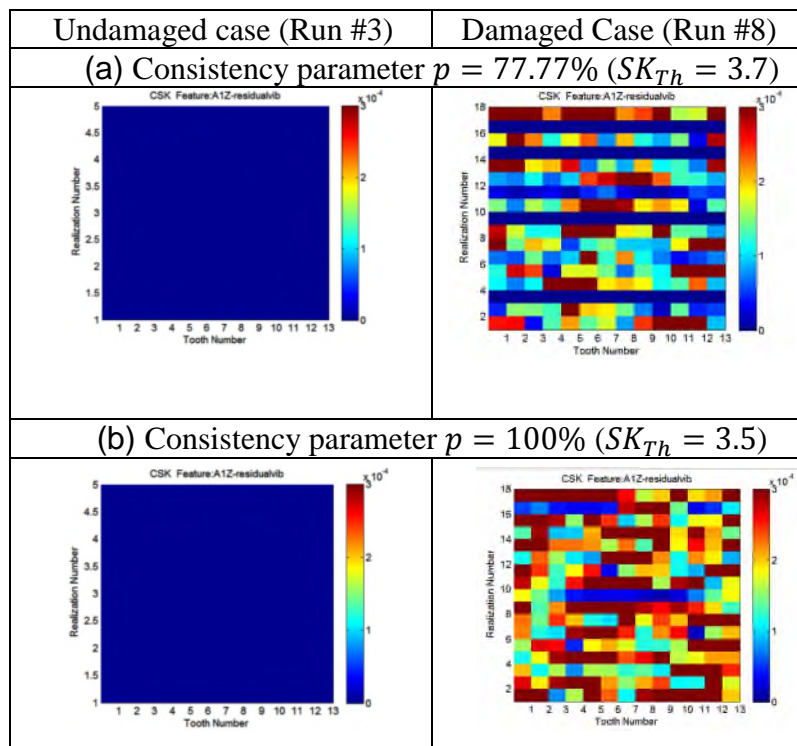 Undamaged case (Run #3) Damaged Case (Run #8)
(a) Consistency parameter p = 77.77% (SK_Th = 3.7)
CSK Feature:A1Z-residualvib
x 10^-4
5
4.5
4
3.5
3
2.5
2
1.5
1
Realization Number
1 2 3 4 5 6 7 8 9 10 11 12 13
Tooth Number
3
2
1
0
CSK Feature:A1Z-residualvib
x 10^-4
18
16
14
12
10
8
6
4
2
Realization Number
1 2 3 4 5 6 7 8 9 10 11 12 13
Tooth Number
3
2
1
0
(b) Consistency parameter p = 100% (SK_Th = 3.5)
CSK Feature:A1Z-residualvib
x 10^-4
5
4.5
4
3.5
3
2.5
2
1.5
1
Realization Number
1 2 3 4 5 6 7 8 9 10 11 12 13
Tooth Number
3
2
1
0
CSK Feature:A1Z-residualvib
x 10^-4
18
16
14
12
10
8
6
4
2
Realization Number
1 2 3 4 5 6 7 8 9 10 11 12 13
Tooth Number
3
2
1
0